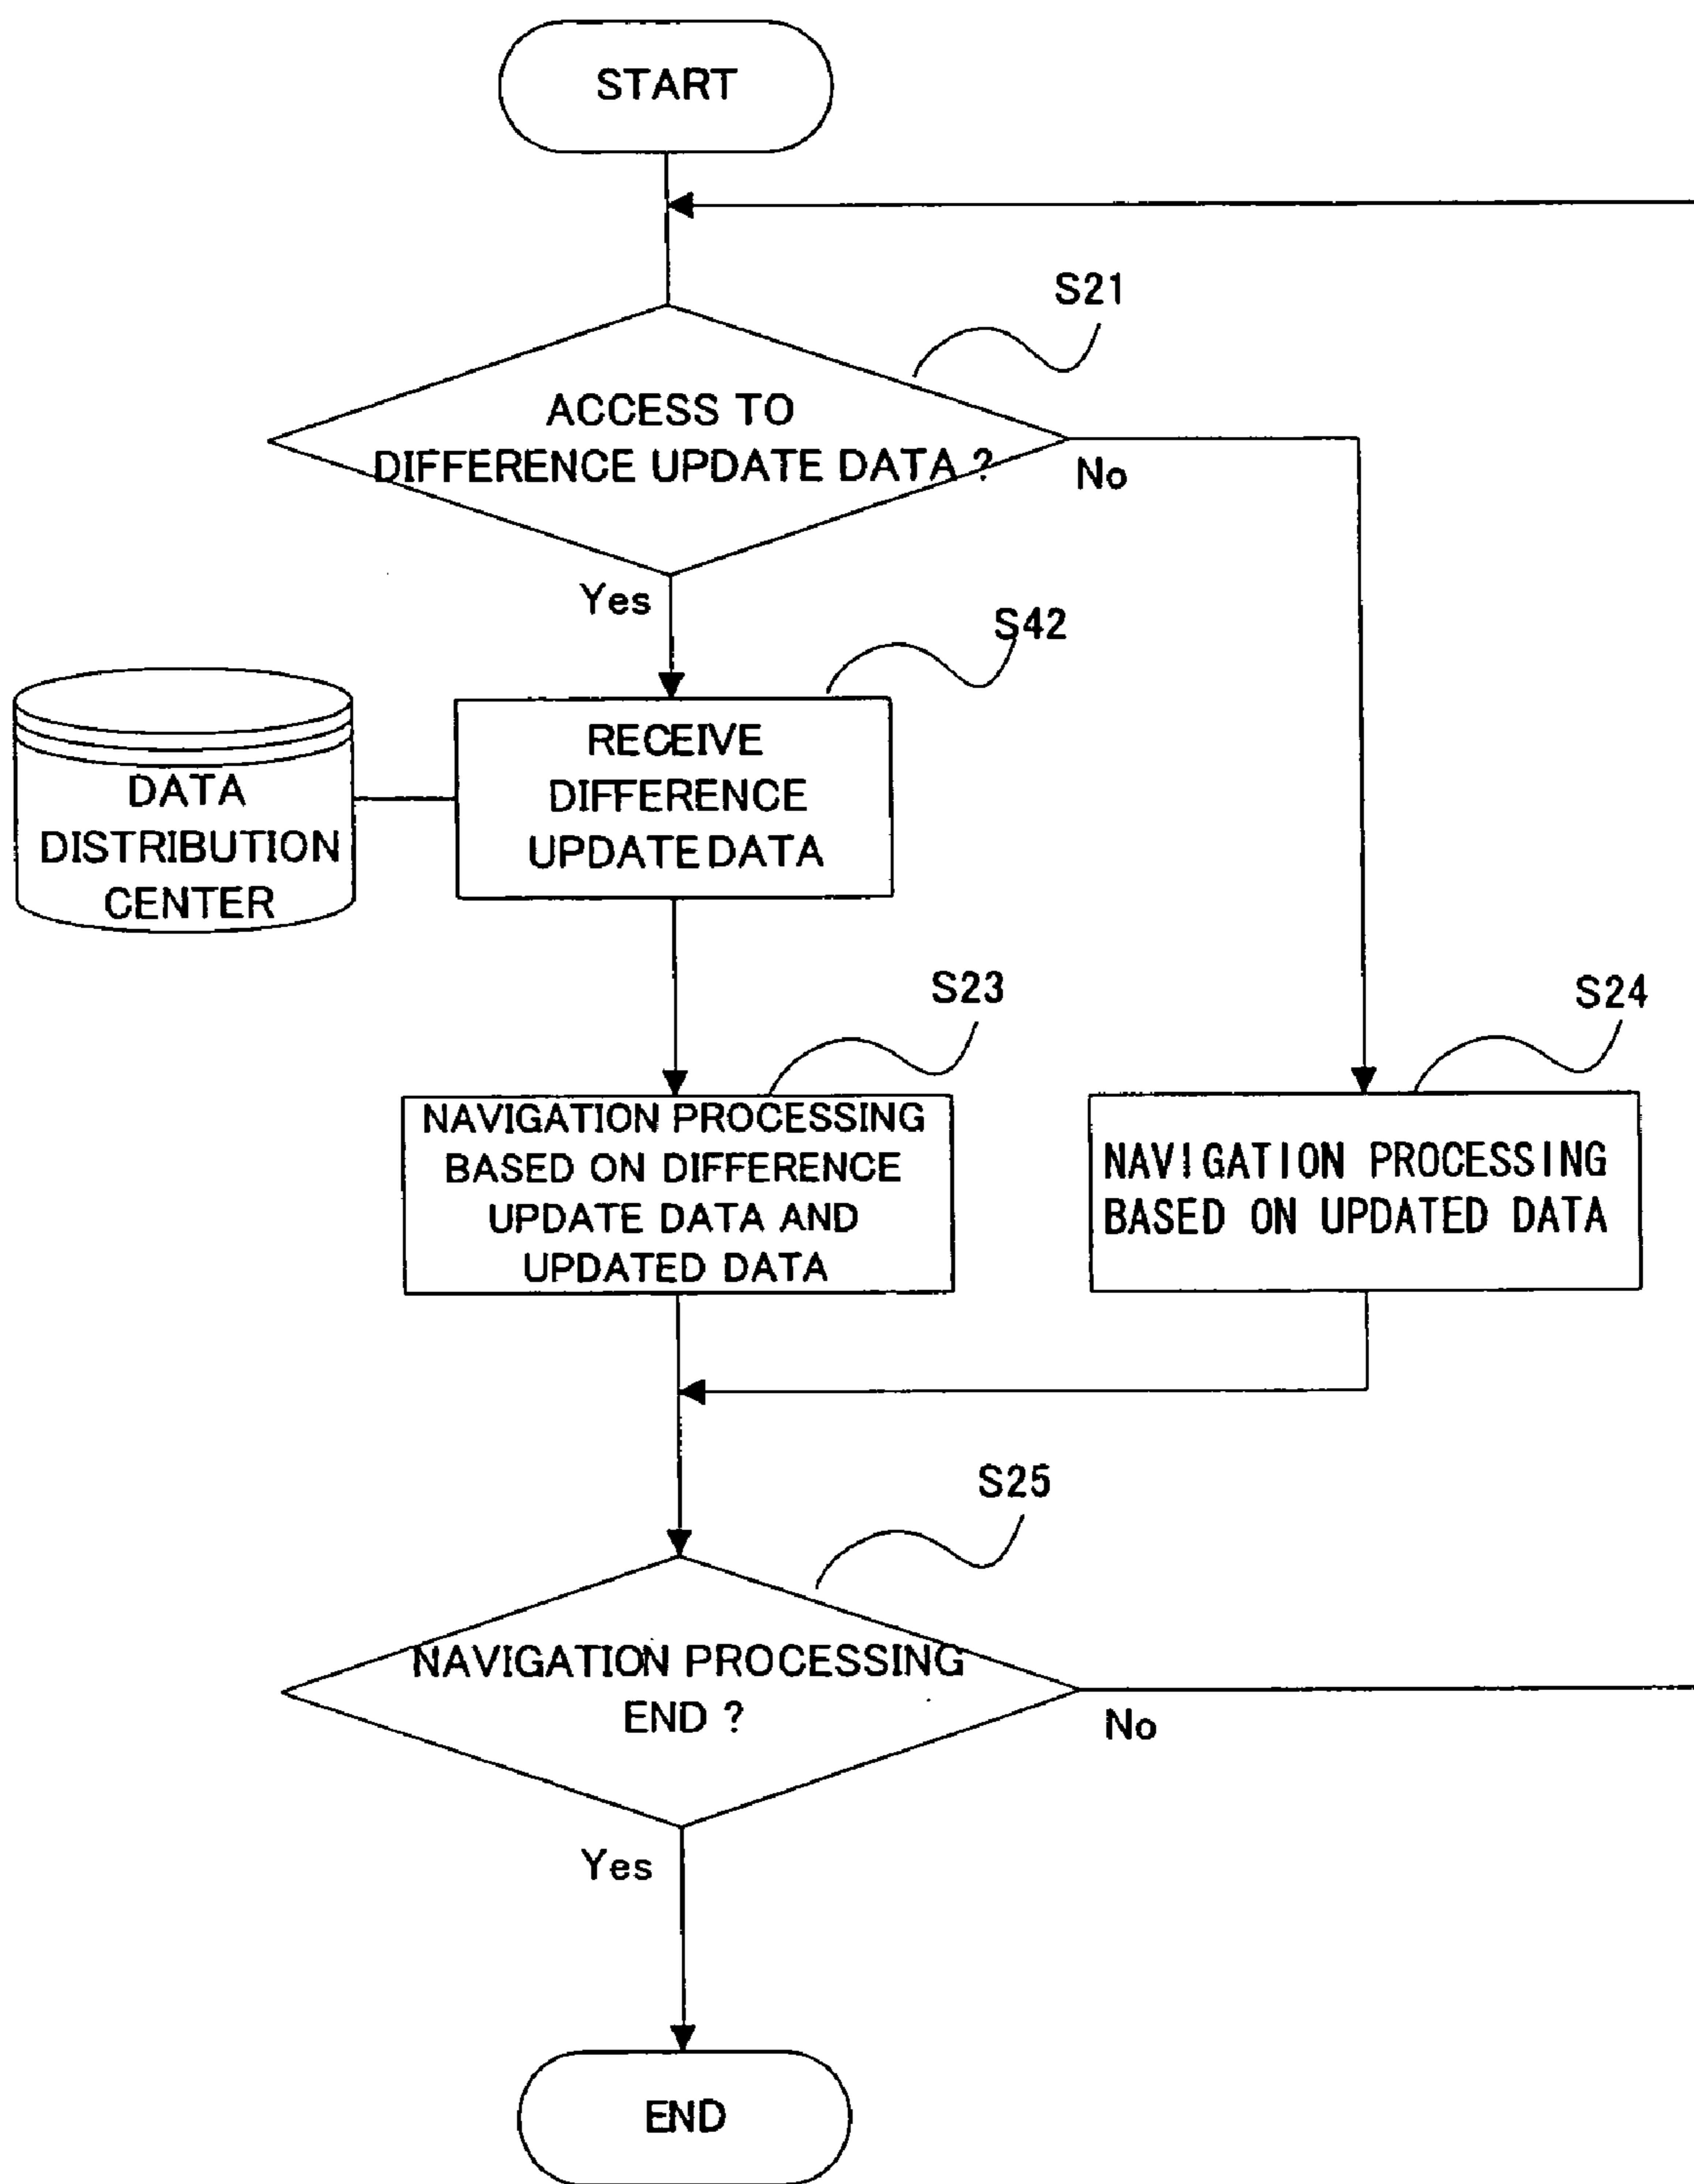 START
S21
ACCESS TO
DIFFERENCE UPDATE DATA ?
No
Yes
S42
RECEIVE
DIFFERENCE
UPDATE DATA
DATA
DISTRIBUTION
CENTER
S23
S24
NAVIGATION PROCESSING
BASED ON DIFFERENCE
UPDATE DATA AND
UPDATED DATA
NAVIGATION PROCESSING
BASED ON UPDATED DATA
S25
NAVIGATION PROCESSING
END ?
No
Yes
END